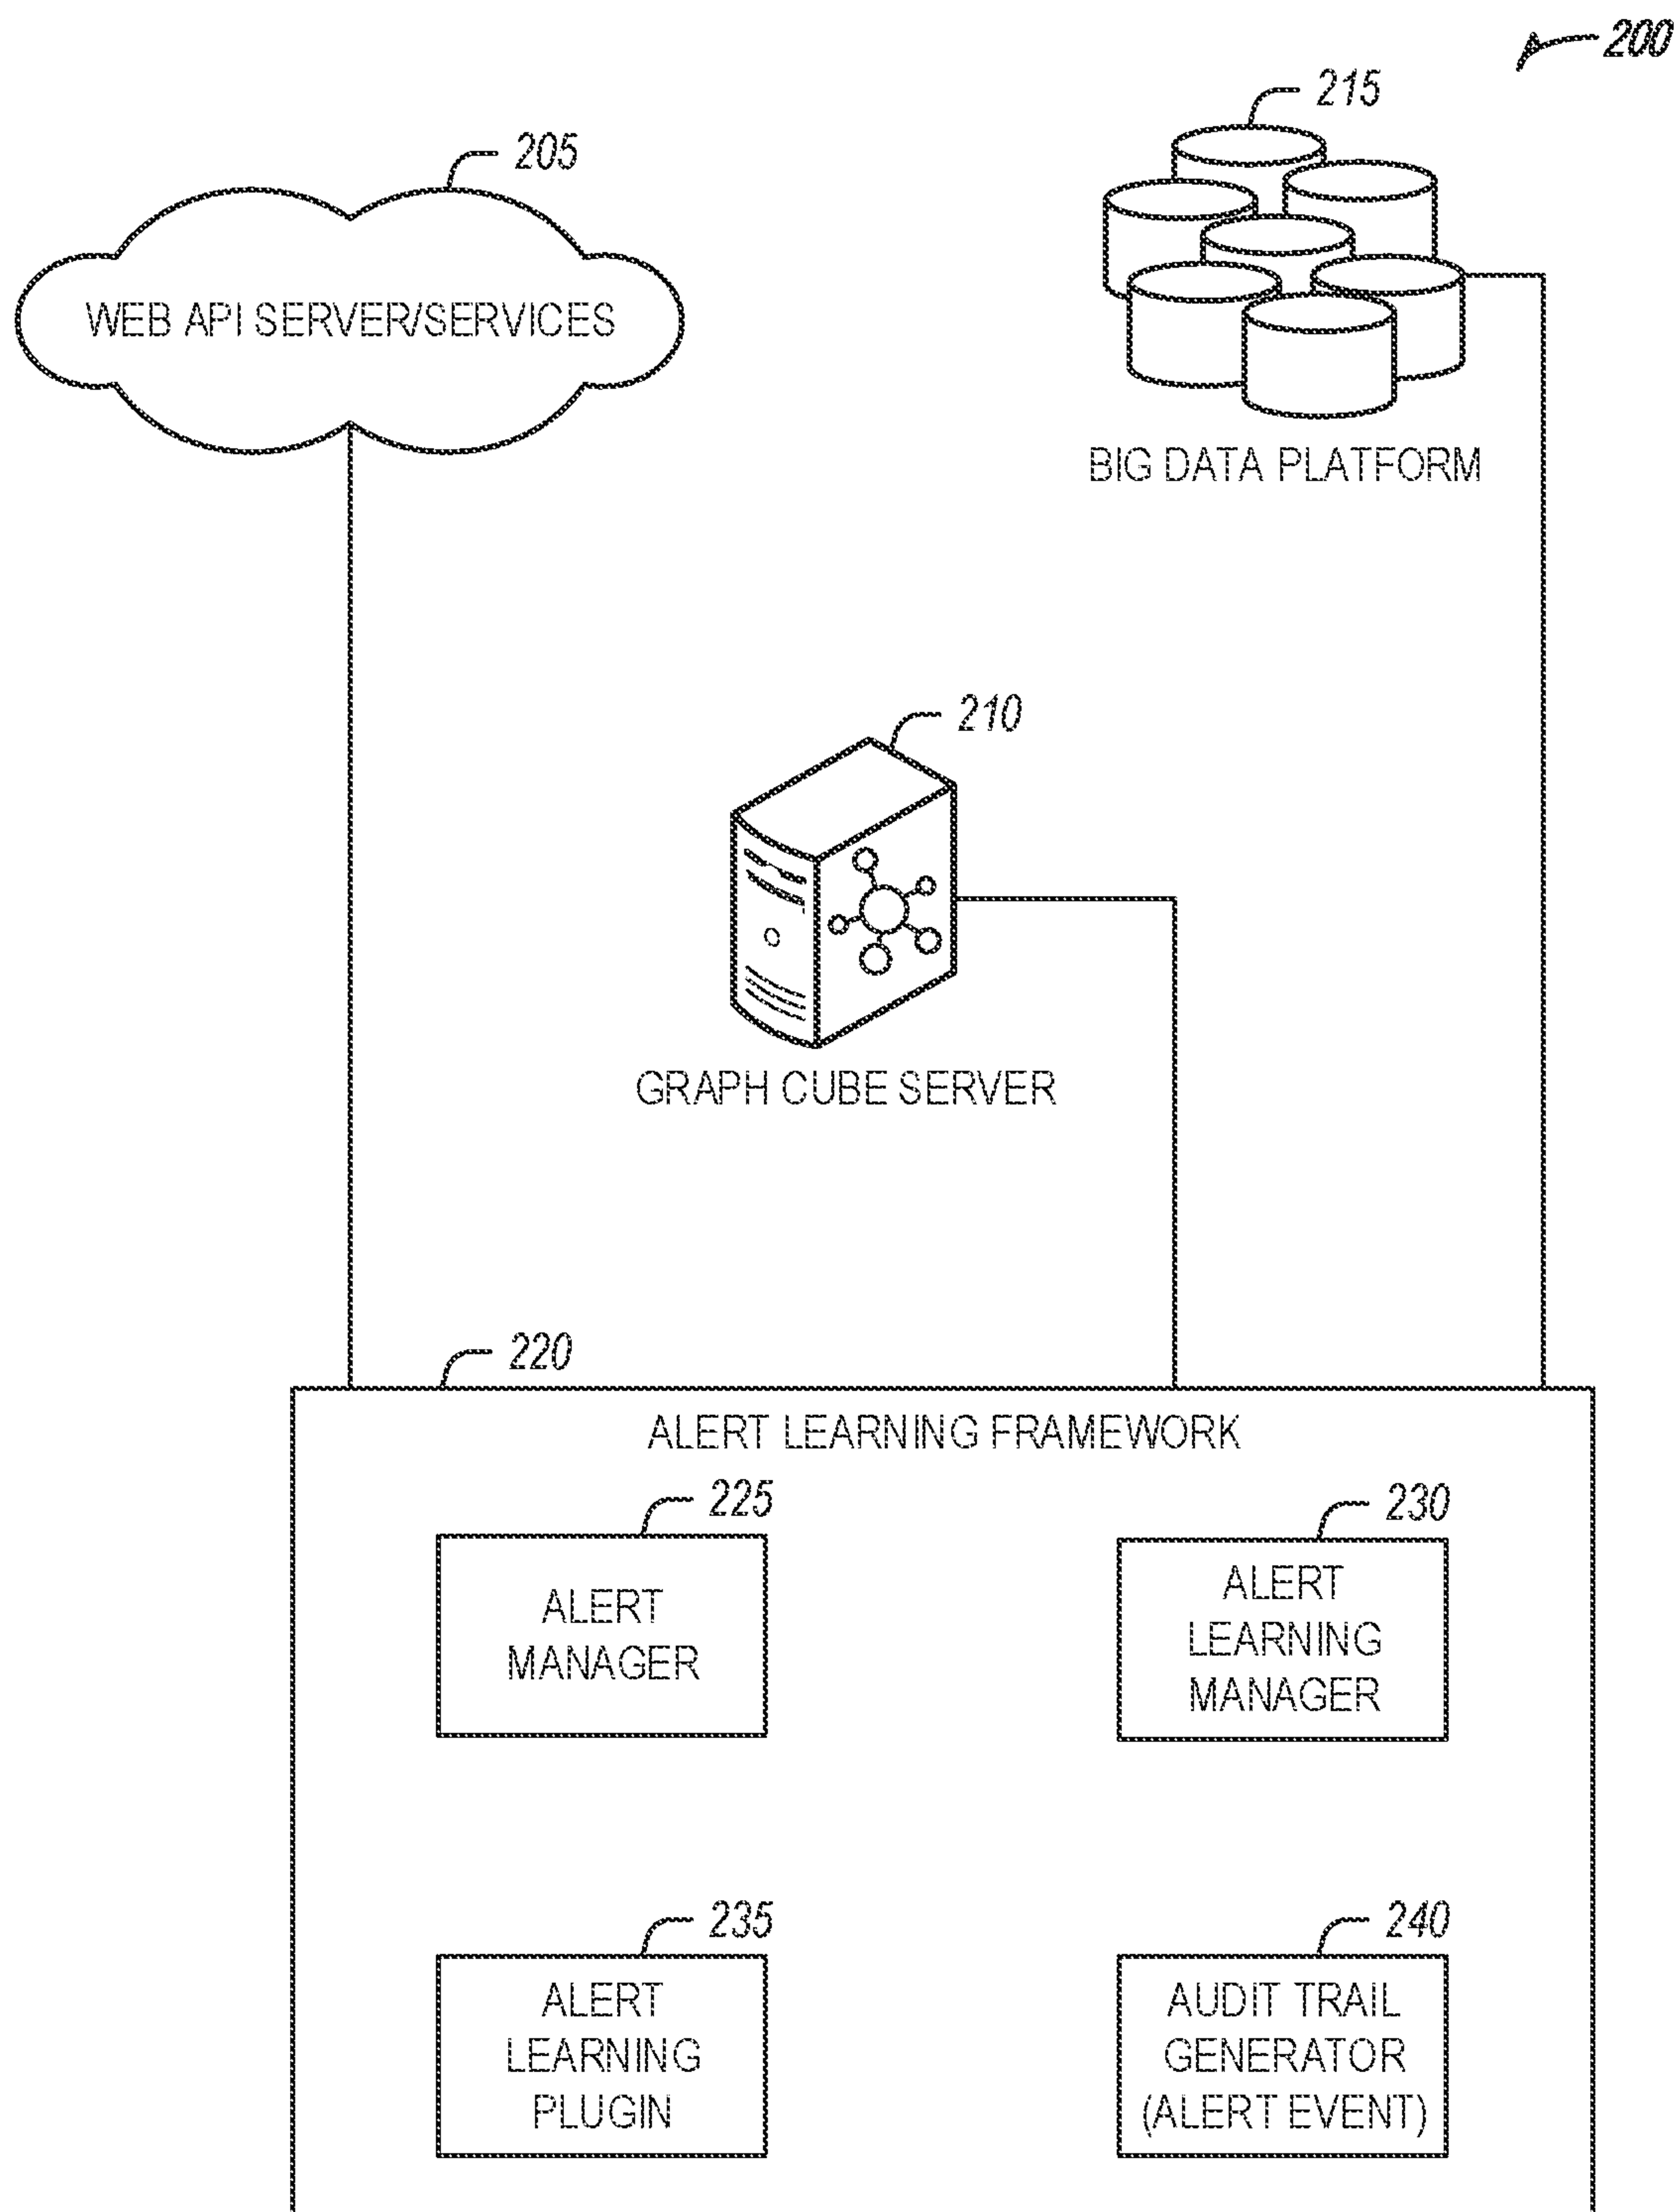 200
215
205
WEB API SERVER/SERVICES
BIG DATA PLATFORM
210
GRAPH CUBE SERVER
220
ALERT LEARNING FRAMEWORK
225
ALERT
MANAGER
230
ALERT
LEARNING
MANAGER
235
ALERT
LEARNING
PLUGIN
240
AUDIT TRAIL
GENERATOR
(ALERT EVENT)